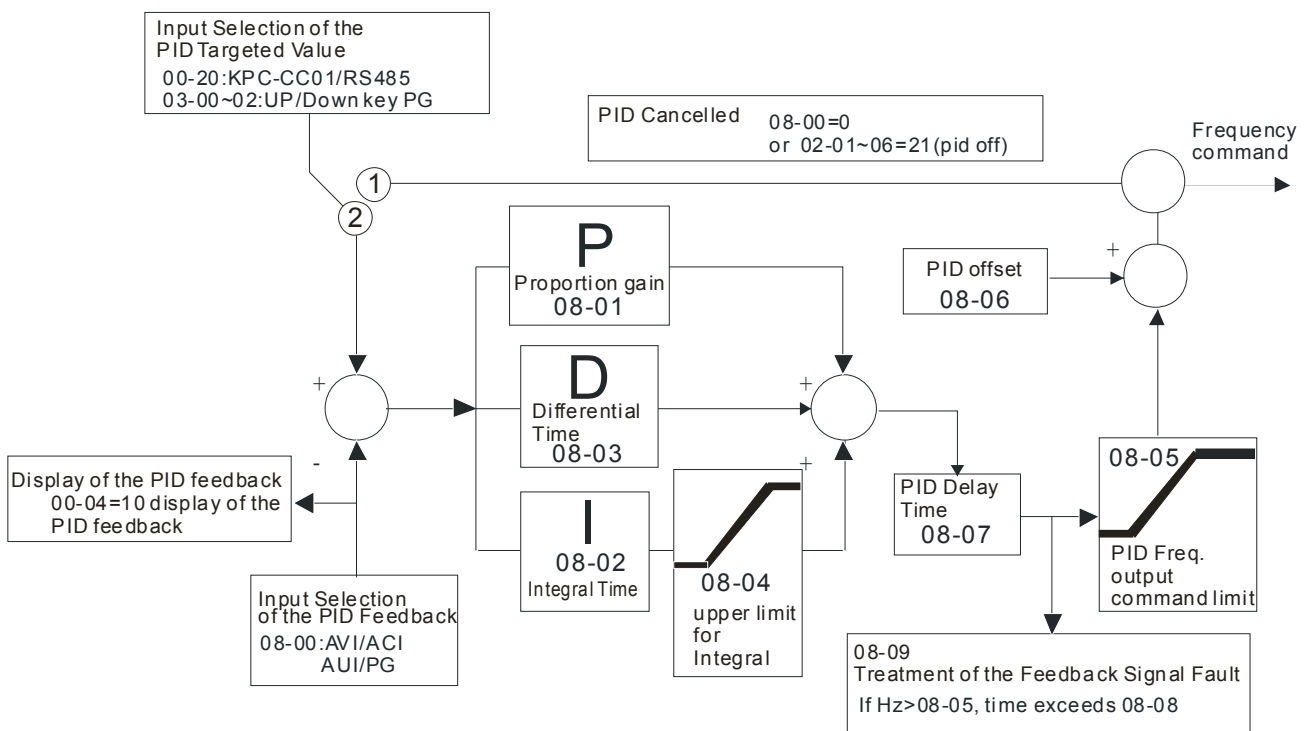 Input Selection of the
PID Targeted Value
00-20:KPC-CC01/RS485
03-00~02:UP/Down key PG
PID Cancelled
08-00=0
or 02-01~06=21(pid off)
Frequency
command
1
2
P
Proportion gain
08-01
PID offset
08-06
+
+
D
Differential
Time
08-03
+
-
Display of the PID feedback
00-04=10 display of the
PID feedback
I
08-02
Integral Time
08-04
upper limit
for
Integral
+
PID Delay
Time
08-07
08-05
PID Freq.
output
command limit
Input Selection
of the PID Feedback
08-00:AVI/ACI
AUI/PG
08-09
Treatment of the Feedback Signal Fault
If Hz>08-05, time exceeds 08-08